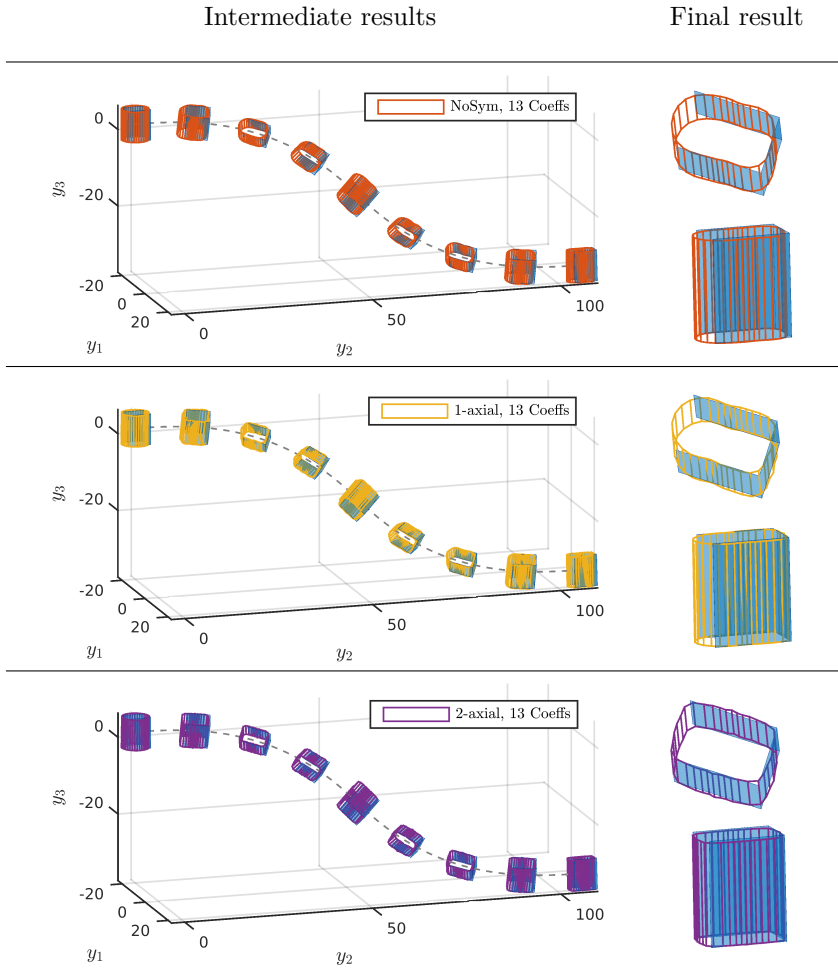 Intermediate results
Final result
NoSym, 13 Coeffs
0
-20
y₃
-20
0
20
y₁
0
50
100
y₂
1-axial, 13 Coeffs
0
-20
y₃
-20
0
20
y₁
0
50
100
y₂
2-axial, 13 Coeffs
0
-20
y₃
-20
0
20
y₁
0
50
100
y₂